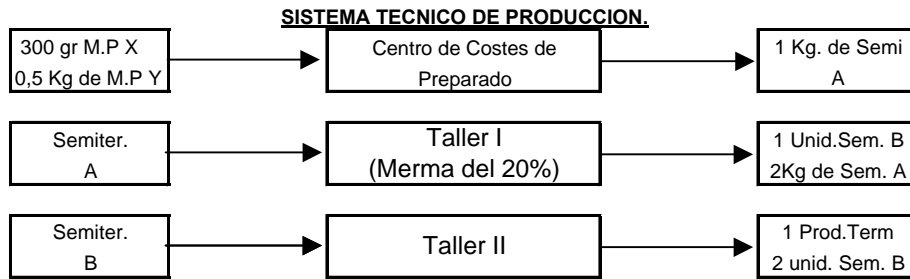 SISTEMA TECNICO DE PRODUCCION.
300 gr M.P X
0,5 Kg de M.P Y
Centro de Costes de
Preparado
1 Kg. de Semi
A
Semiter.
A
Taller I
(Merma del 20%)
1 Unid.Sem. B
2Kg de Sem. A
Semiter.
B
Taller II
1 Prod.Term
2 unid. Sem. B